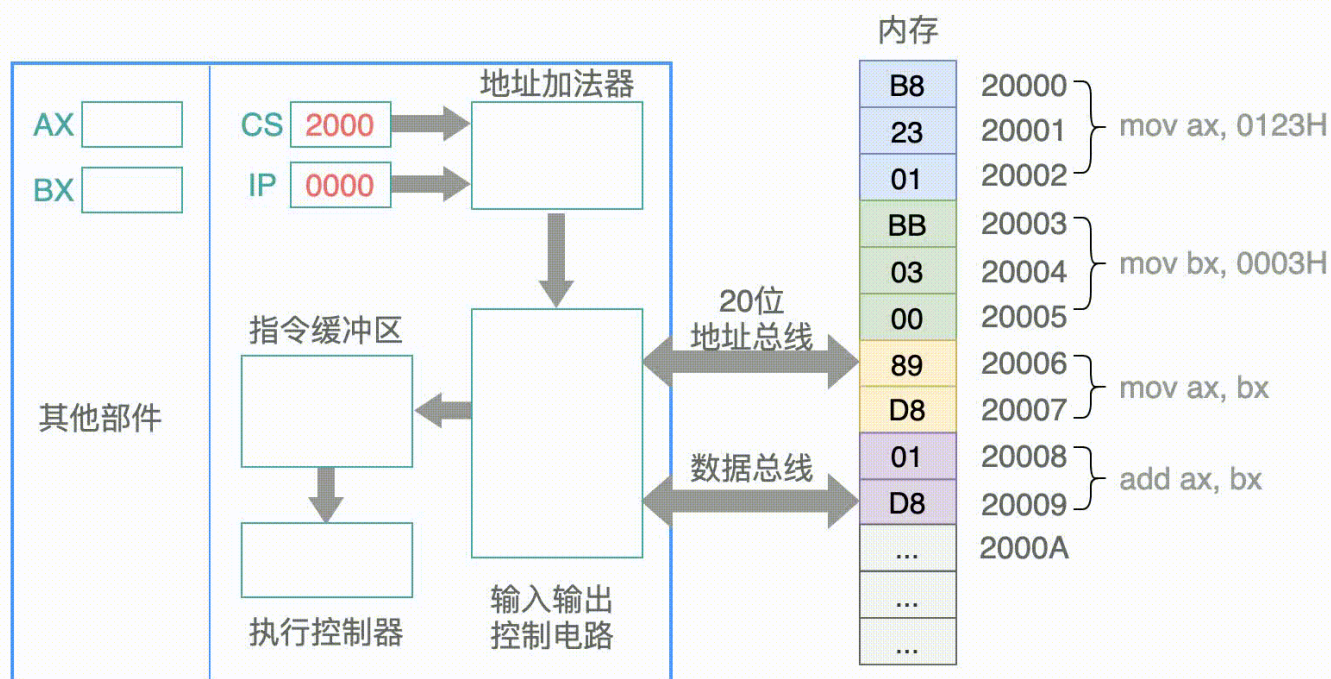 内存
地址加法器
AX
CS 2000
BX
IP 0000
指令缓冲区
其他部件
执行控制器
输入输出
控制电路
20位
地址总线
数据总线
B8 20000
23 20001 mov ax, 0123H
01 20002
BB 20003
03 20004 mov bx, 0003H
00 20005
89 20006
mov ax, bx
D8 20007
01 20008
add ax, bx
D8 20009
... 2000A
...
...